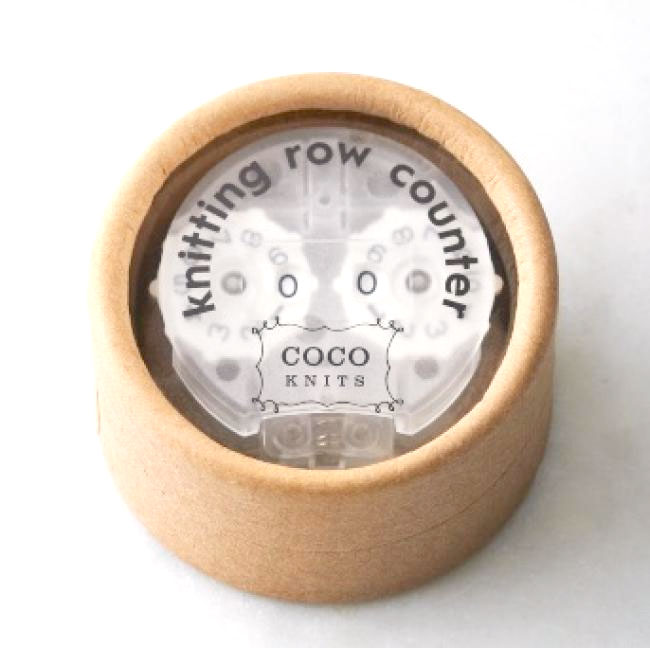 knitting row counter
0 0
COCO
KNITS